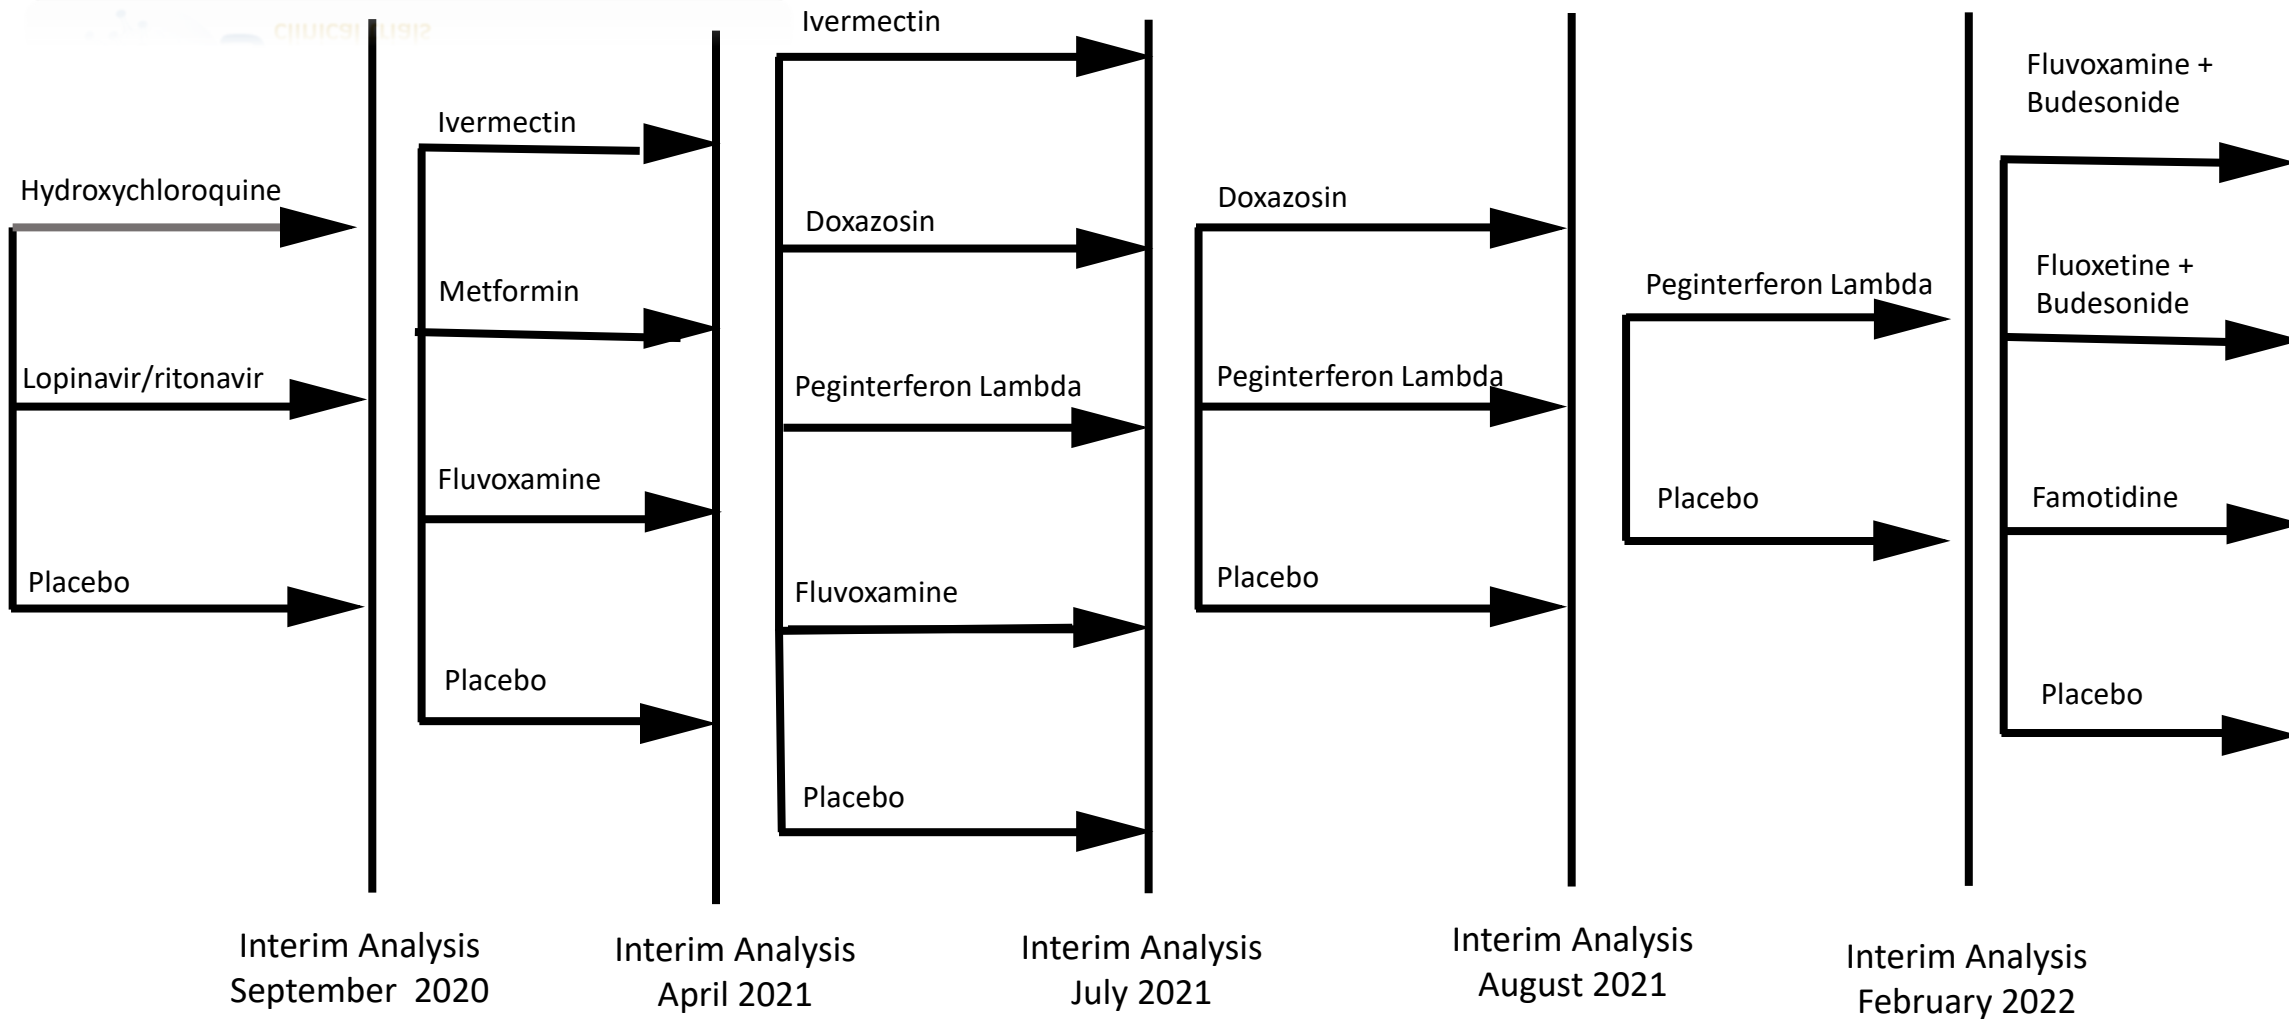 clinical trials
Hydroxychloroquine
Lopinavir/ritonavir
Placebo
Interim Analysis
September 2020
Ivermectin
Metformin
Fluvoxamine
Placebo
Interim Analysis
April 2021
Ivermectin
Doxazosin
Peginterferon Lambda
Fluvoxamine
Placebo
Interim Analysis
July 2021
Doxazosin
Peginterferon Lambda
Placebo
Interim Analysis
August 2021
Peginterferon Lambda
Placebo
Interim Analysis
February 2022
Fluvoxamine +
Budesonide
Fluoxetine +
Budesonide
Famotidine
Placebo